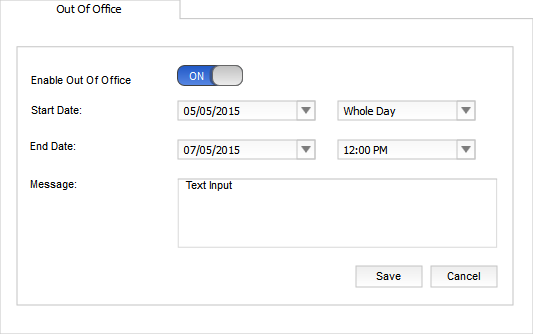 Out Of Office
Enable Out Of Office ON
Start Date: 05/05/2015 Whole Day
End Date: 07/05/2015 12:00 PM
Message: Text Input
Save Cancel